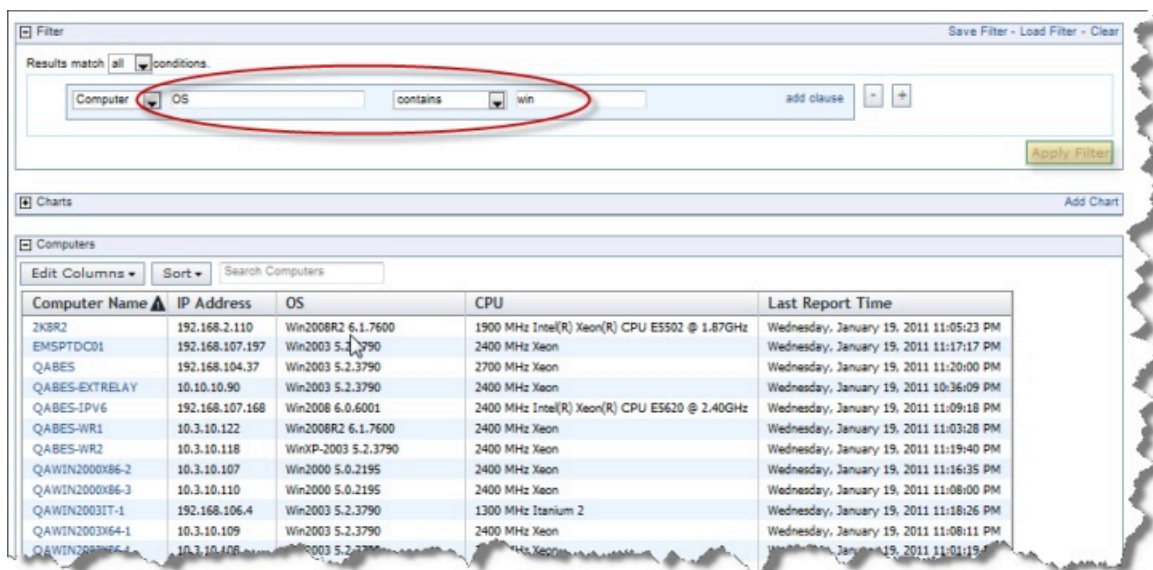 Filter Save Filter - Load Filter - Clear
Results match all conditions.
Computer OS contains win add clause - +
Apply Filter
Charts Add Chart
Computers
Edit Columns Sort Search Computers
Computer Name IP Address OS CPU Last Report Time
2K8R2 192.168.2.110 Win2008R2 6.1.7600 1900 MHz Intel(R) Xeon(R) CPU E5502 @ 1.87GHz Wednesday, January 19, 2011 11:05:23 PM
EMSPTDC01 192.168.107.197 Win2003 5.2.3790 2400 MHz Xeon Wednesday, January 19, 2011 11:17:17 PM
QABES 192.168.104.37 Win2003 5.2.3790 2700 MHz Xeon Wednesday, January 19, 2011 11:20:00 PM
QABES-EXTRELAY 10.10.10.90 Win2003 5.2.3790 2400 MHz Xeon Wednesday, January 19, 2011 10:36:09 PM
QABES-IPV6 192.168.107.168 Win2008 6.0.6001 2400 MHz Intel(R) Xeon(R) CPU E5620 @ 2.40GHz Wednesday, January 19, 2011 11:09:18 PM
QABES-WR1 10.3.10.122 Win2008R2 6.1.7600 2400 MHz Xeon Wednesday, January 19, 2011 11:03:28 PM
QABES-WR2 10.3.10.118 WinXP-2003 5.2.3790 2400 MHz Xeon Wednesday, January 19, 2011 11:19:40 PM
QAWIN2000X86-2 10.3.10.107 Win2000 5.0.2195 2400 MHz Xeon Wednesday, January 19, 2011 11:16:35 PM
QAWIN2000X86-3 10.3.10.110 Win2000 5.0.2195 2400 MHz Xeon Wednesday, January 19, 2011 11:08:00 PM
QAWIN2003IT-1 192.168.106.4 Win2003 5.2.3790 1300 MHz Itanium 2 Wednesday, January 19, 2011 11:18:26 PM
QAWIN2003X64-1 10.3.10.109 Win2003 5.2.3790 2400 MHz Xeon Wednesday, January 19, 2011 11:08:11 PM
10.3.10.108 2400 MHz Xeon 19, 2011 11:01:19